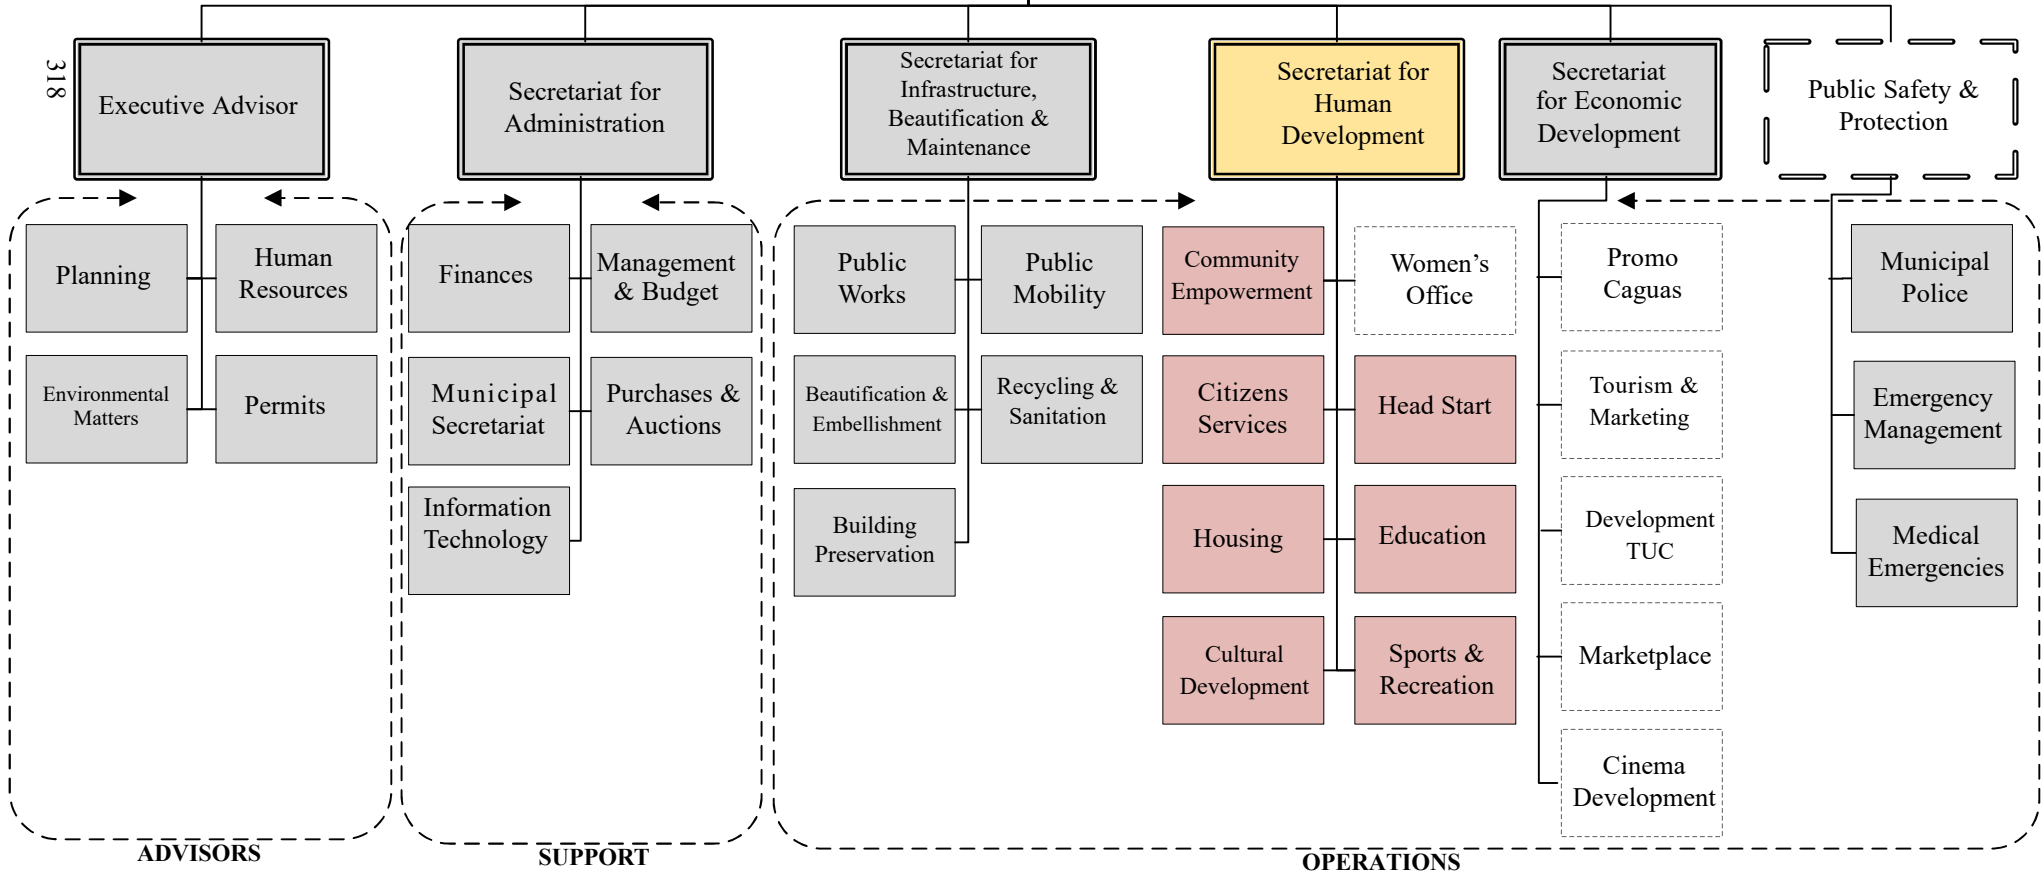 318
Executive Advisor
Secretariat for
Administration
Secretariat for
Infrastructure,
Beautification &
Maintenance
Secretariat for
Human
Development
Secretariat
for Economic
Development
Public Safety &
Protection
Planning
Human
Resources
Environmental
Matters
Permits
Finances
Management
& Budget
Municipal
Secretariat
Purchases &
Auctions
Information
Technology
Public
Works
Public
Mobility
Beautification &
Embellishment
Recycling &
Sanitation
Building
Preservation
Community
Empowerment
Women’s
Office
Citizens
Services
Head Start
Housing
Education
Cultural
Development
Sports &
Recreation
Promo
Caguas
Tourism &
Marketing
Development
TUC
Marketplace
Cinema
Development
Municipal
Police
Emergency
Management
Medical
Emergencies
ADVISORS
SUPPORT
OPERATIONS